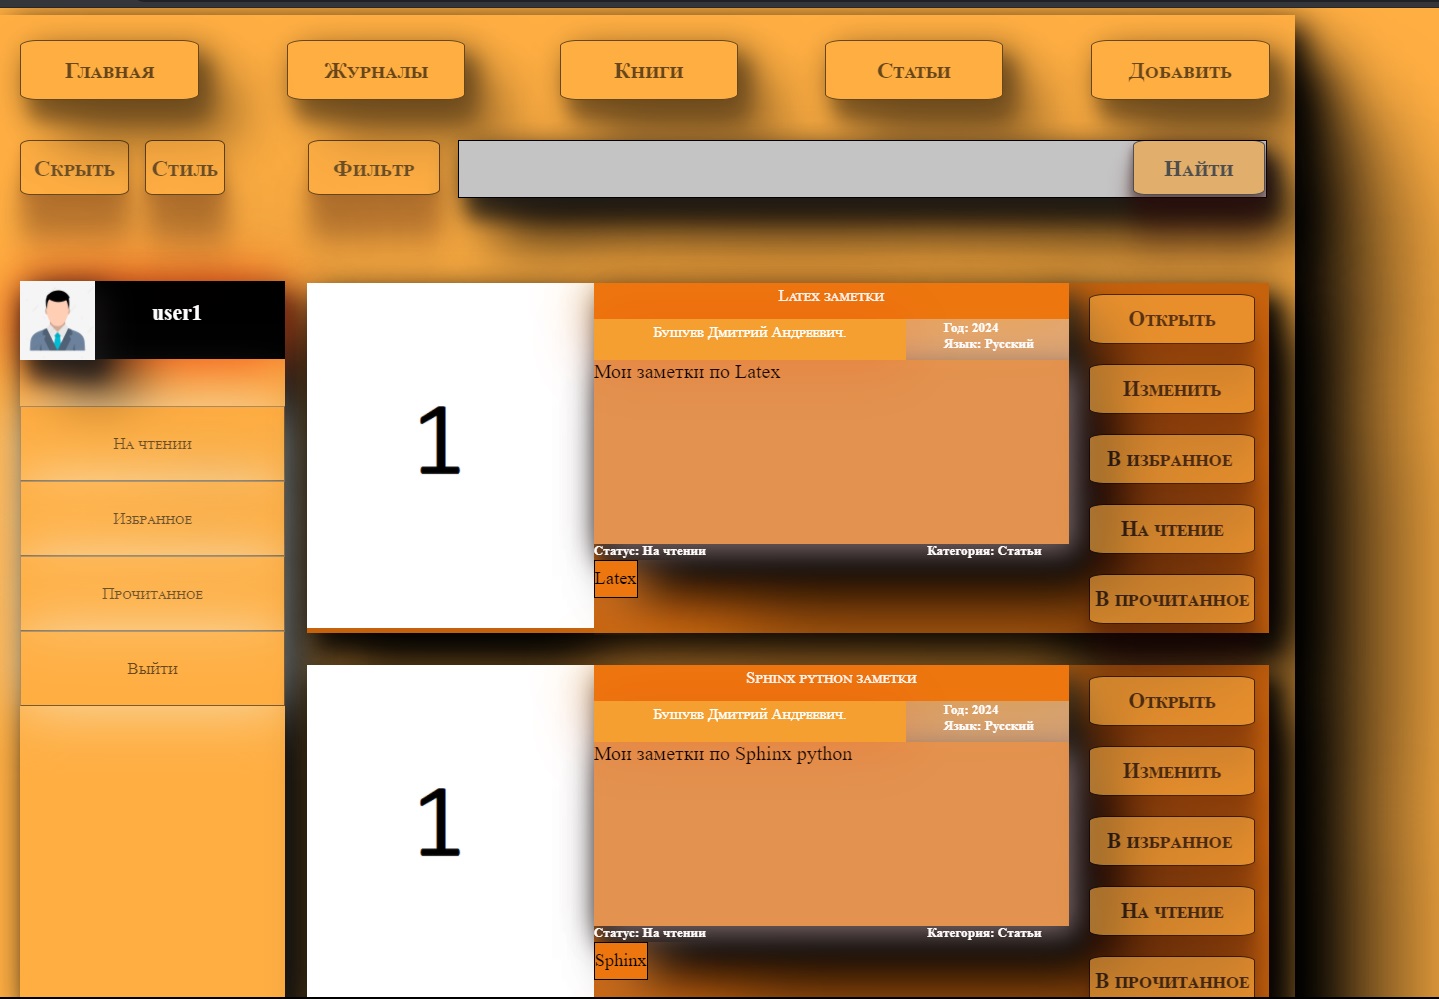 Главная
Журналы
Книги
Статьи
Добавить
Скрыть
Стиль
Фильтр
Найти
user1
На чтении
Избранное
Прочитанное
Выйти
1
Latex заметки
Бушуев Дмитрий Андреевич.
Год: 2024
Язык: Русский
Мои заметки по Latex
Статус: На чтении
Категория: Статьи
Latex
Открыть
Изменить
В избранное
На чтение
В прочитанное
1
Sphinx python заметки
Бушуев Дмитрий Андреевич.
Год: 2024
Язык: Русский
Мои заметки по Sphinx python
Статус: На чтении
Категория: Статьи
Sphinx
Открыть
Изменить
В избранное
На чтение
В прочитанное